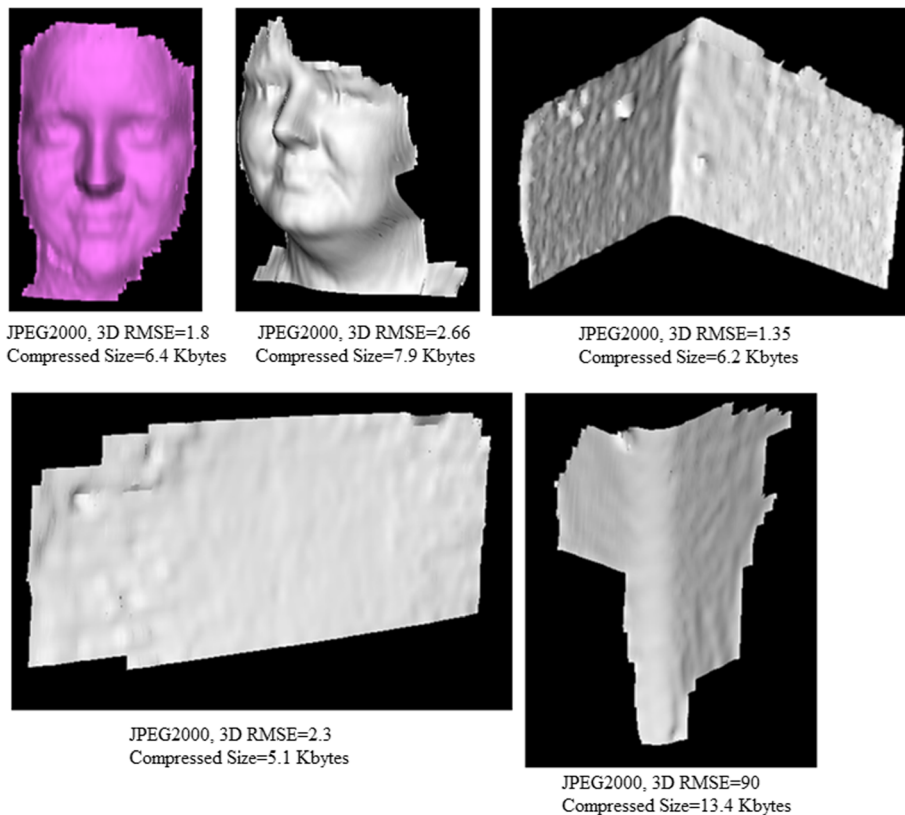 JPEG2000, 3D RMSE=1.8
Compressed Size=6.4 Kbytes
JPEG2000, 3D RMSE=2.66
Compressed Size=7.9 Kbytes
JPEG2000, 3D RMSE=1.35
Compressed Size=6.2 Kbytes
JPEG2000, 3D RMSE=2.3
Compressed Size=5.1 Kbytes
JPEG2000, 3D RMSE=90
Compressed Size=13.4 Kbytes